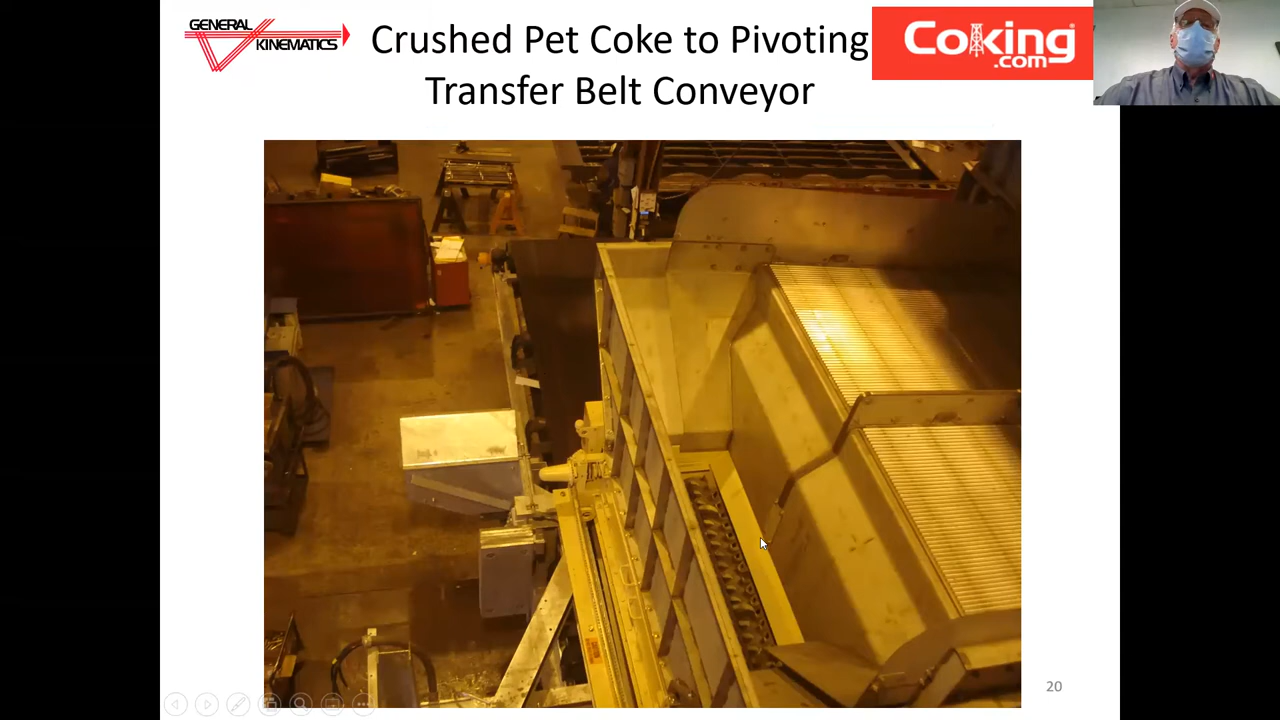 GENERAL
KINEMATICS
Crushed Pet Coke to Pivoting
Transfer Belt Conveyor
Coking
.com
20